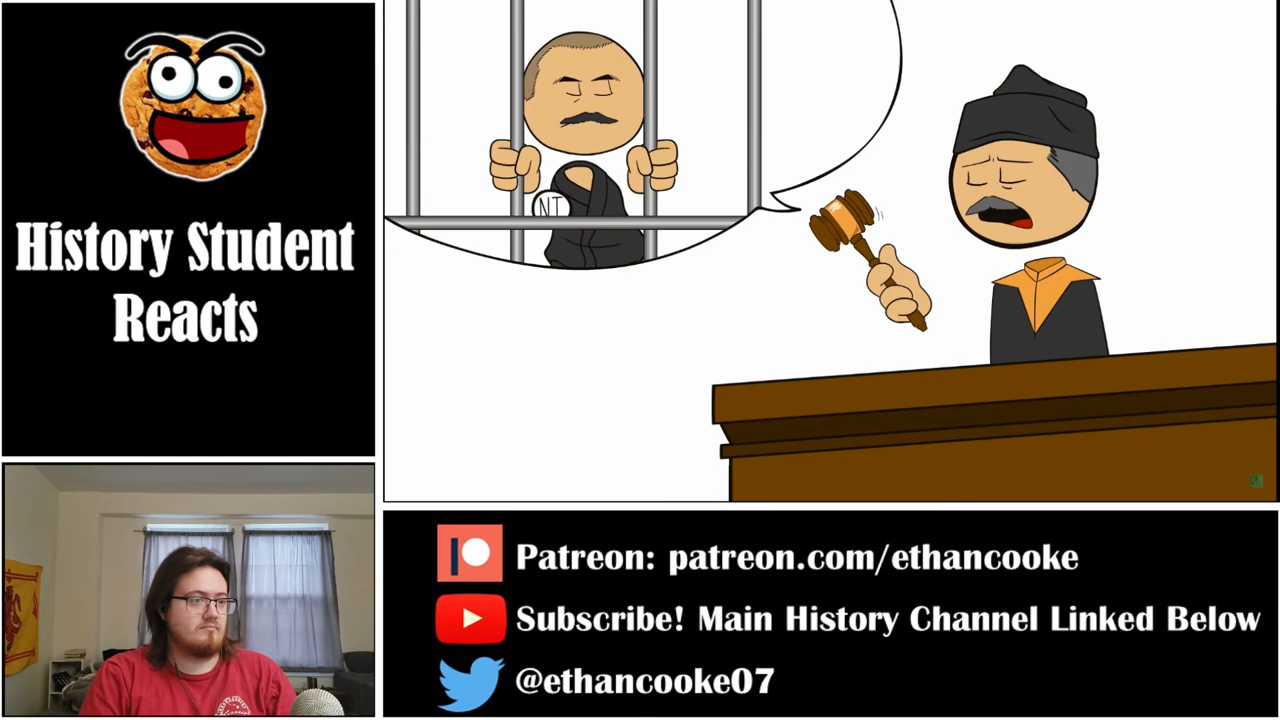 History Student
Reacts
NT
Patreon: patreon.com/ethancooke
Subscribe! Main History Channel Linked Below
@ethancooke07